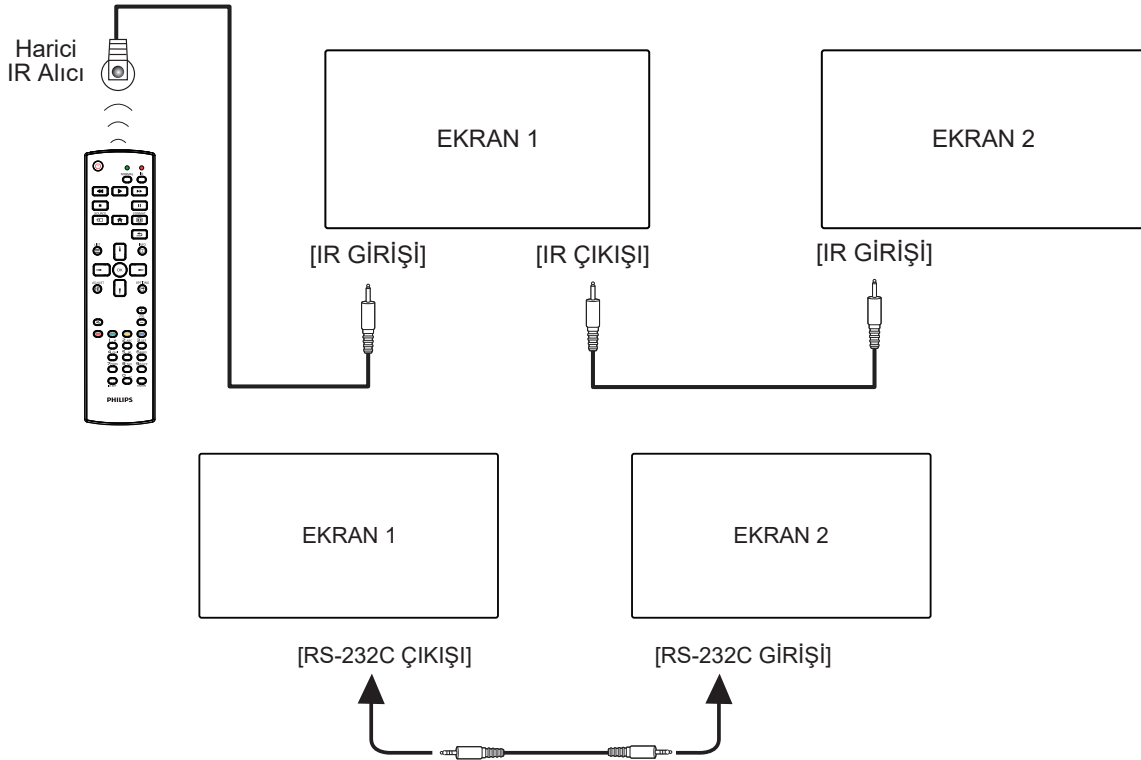 Harici
IR Alıcı
EKRAN 1
EKRAN 2
[IR GİRİŞİ]
[IR ÇIKIŞI]
[IR GİRİŞİ]
OK
PHILIPS
EKRAN 1
EKRAN 2
[RS-232C ÇIKIŞI]
[RS-232C GİRİŞİ]